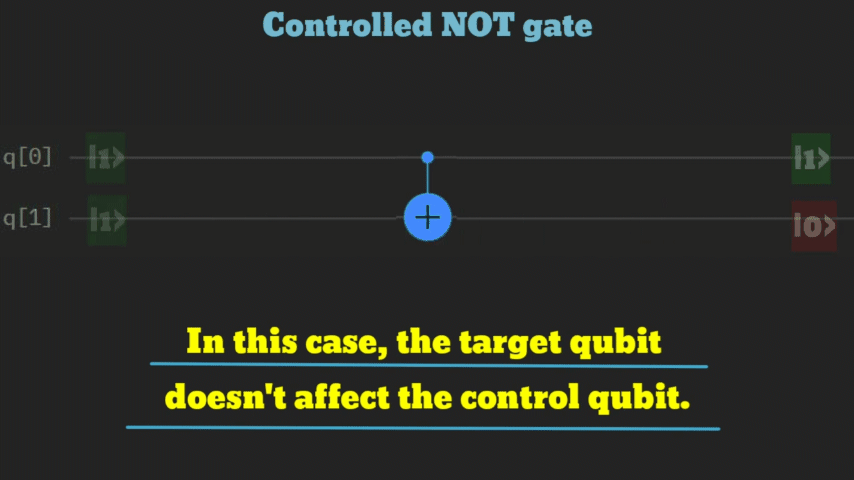 Controlled NOT gate
q[0] |1⟩ |1⟩
q[1] |1⟩ |0⟩
In this case, the target qubit
doesn't affect the control qubit.